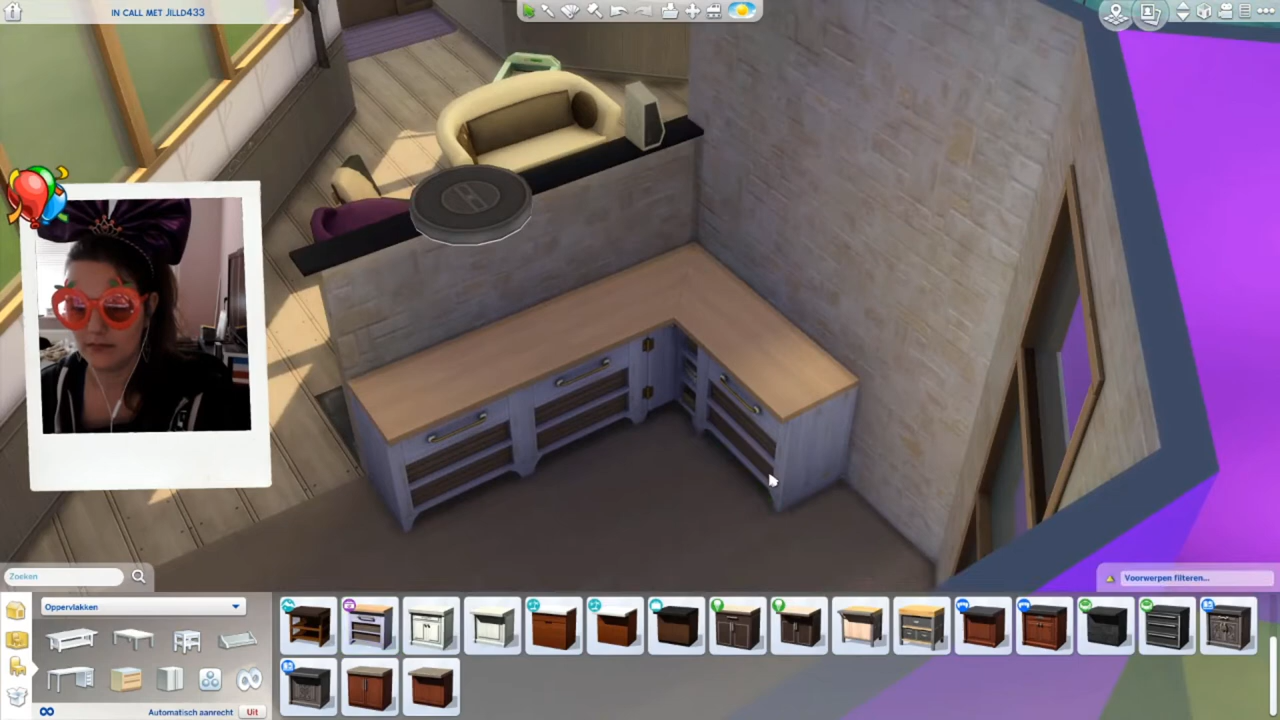 IN CALL MET JILLD433
Zoeken
Voorwerpen filteren...
Oppervlakken
Automatisch aanrecht
Uit